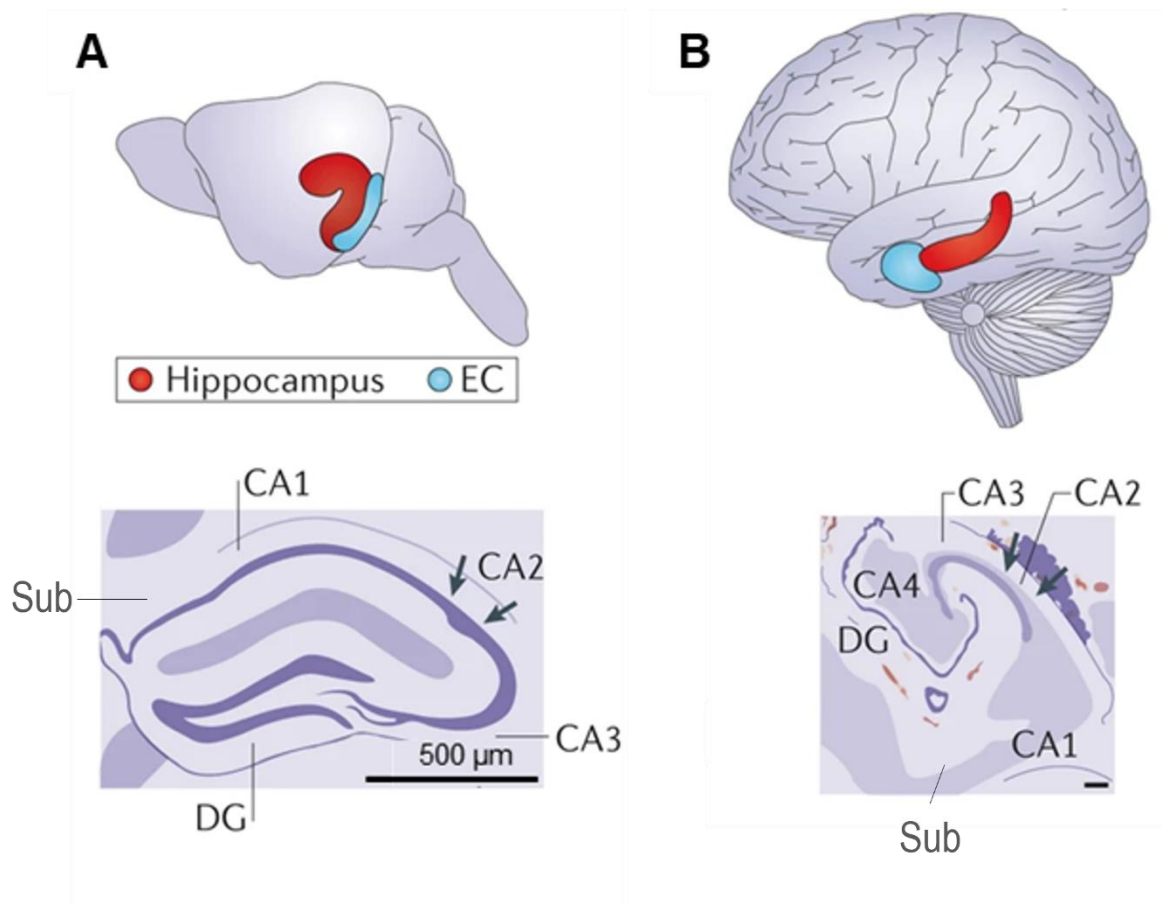 A
B
Hippocampus EC
CA1
CA2
Sub
CA3
500 µm
DG
CA3
CA2
CA4
DG
CA1
Sub